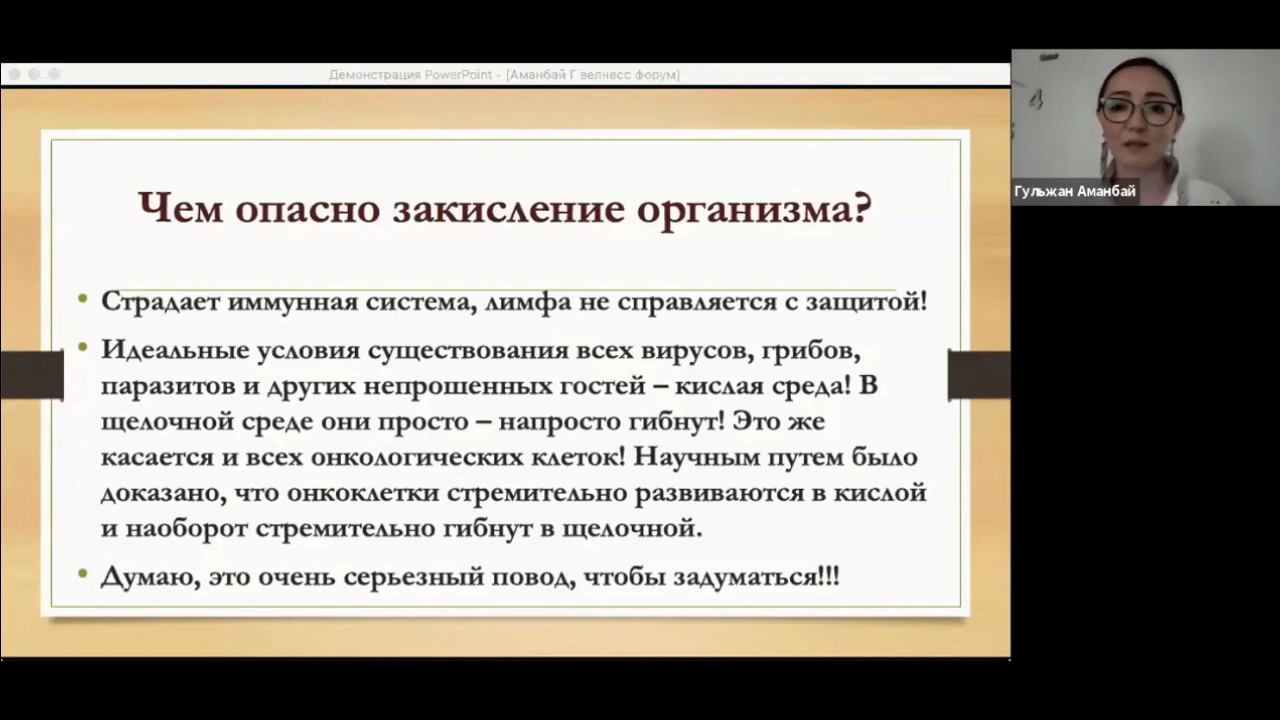 Демонстрация PowerPoint - [Аманбай Г велнесс форум]
Чем опасно закисление организма?
• Страдает иммунная система, лимфа не справляется с защитой!
• Идеальные условия существования всех вирусов, грибов,
паразитов и других непрошенных гостей – кислая среда! В
щелочной среде они просто – напросто гибнут! Это же
касается и всех онкологических клеток! Научным путем было
доказано, что онкоклетки стремительно развиваются в кислой
и наоборот стремительно гибнут в щелочной.
• Думаю, это очень серьезный повод, чтобы задуматься!!!
4
Гульжан Аманбай